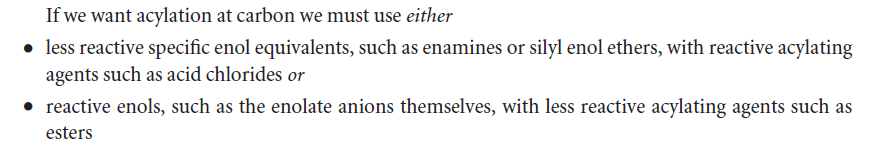 If we want acylation at carbon we must use either
• less reactive specific enol equivalents, such as enamines or silyl enol ethers, with reactive acylating
agents such as acid chlorides or
• reactive enols, such as the enolate anions themselves, with less reactive acylating agents such as
esters